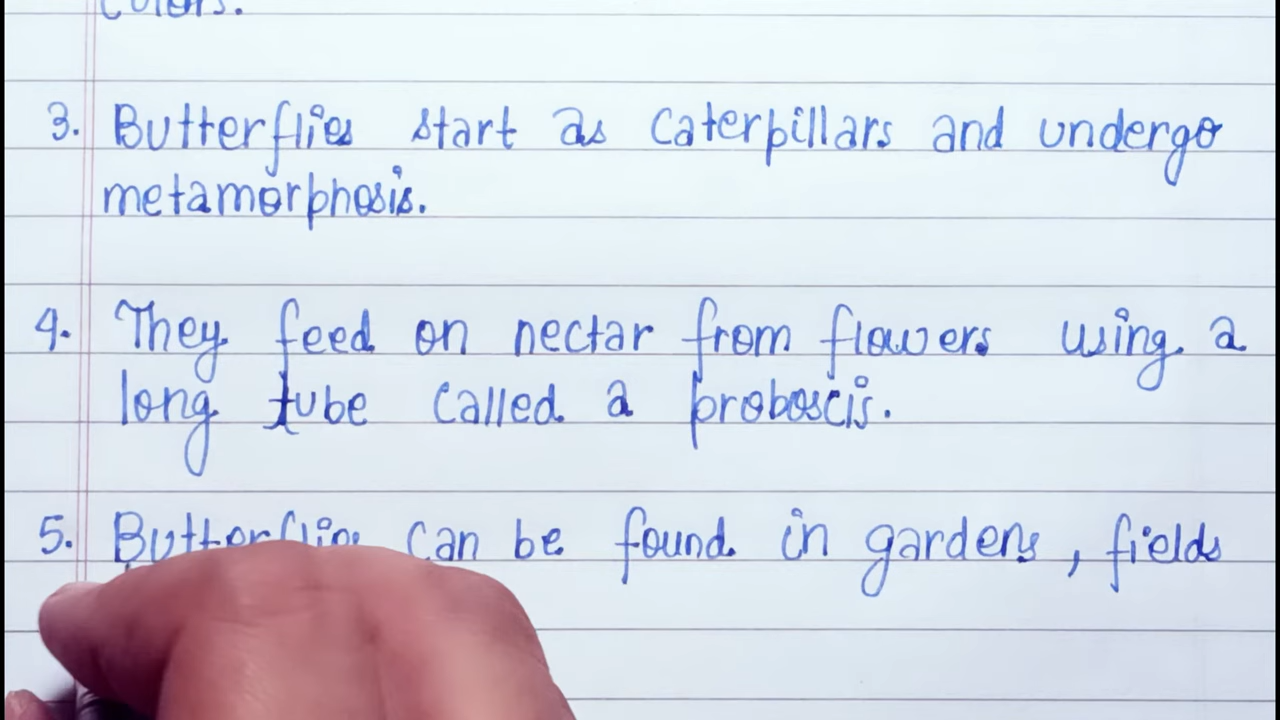 colors.
3. Butterflies start as caterpillars and undergo
metamorphosis.
4. They feed on nectar from flowers using a
long tube called a proboscis.
5. Butterflies can be found in gardens, fields